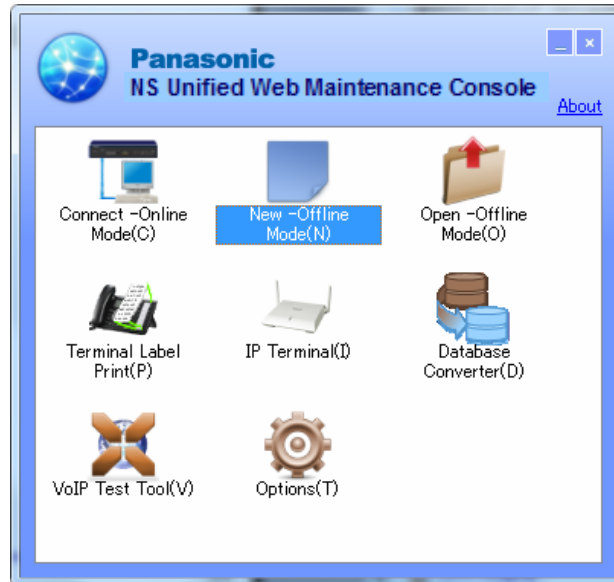 Panasonic
NS Unified Web Maintenance Console
About
Connect -Online
Mode(C)
New -Offline
Mode(N)
Open -Offline
Mode(O)
Terminal Label
Print(P)
IP Terminal(I)
Database
Converter(D)
VoIP Test Tool(V)
Options(T)